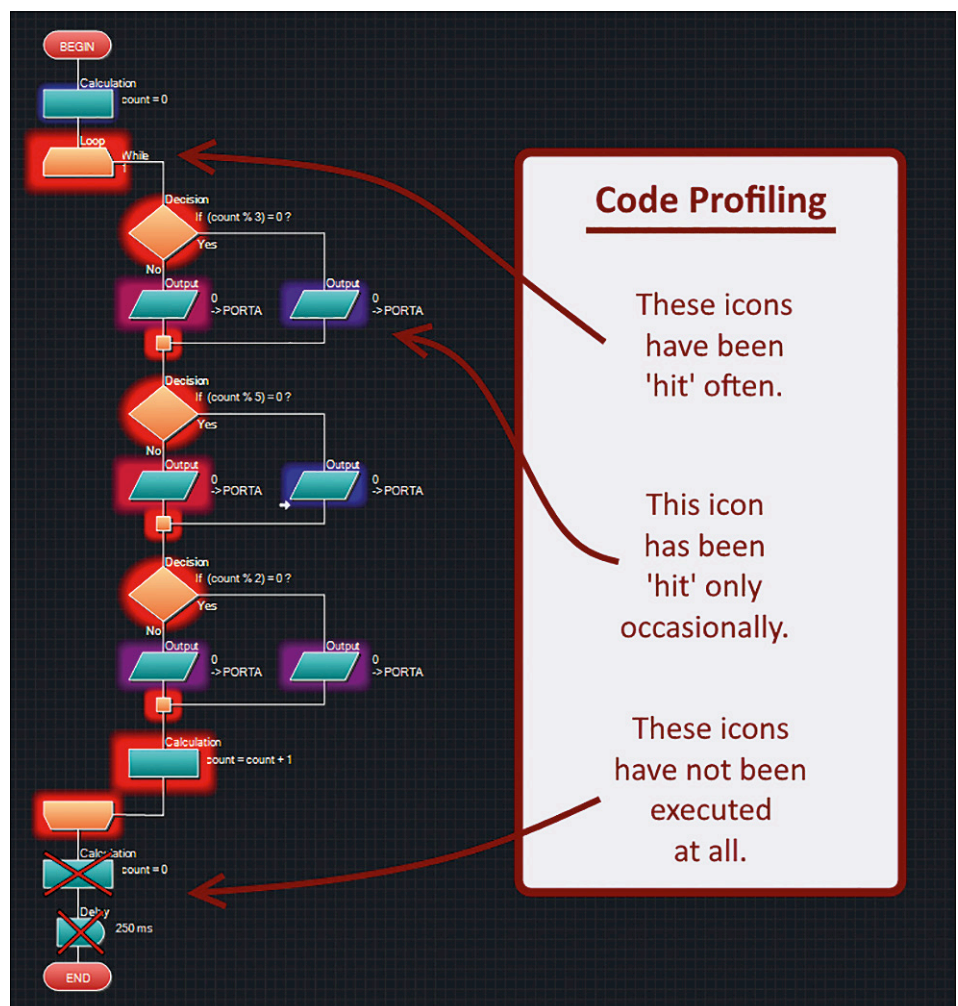 BEGIN
Calculation
count = 0
Loop
While
1
Decision
If (count % 3) = 0 ?
Yes
No
Output
0
->PORTA
Output
0
->PORTA
Decision
If (count % 5) = 0 ?
Yes
No
Output
0
->PORTA
Output
0
->PORTA
Decision
If (count % 2) = 0 ?
Yes
No
Output
0
->PORTA
Output
0
->PORTA
Calculation
count = count + 1
Calculation
count = 0
Delay
250 ms
END
Code Profiling
These icons
have been
'hit' often.
This icon
has been
'hit' only
occasionally.
These icons
have not been
executed
at all.